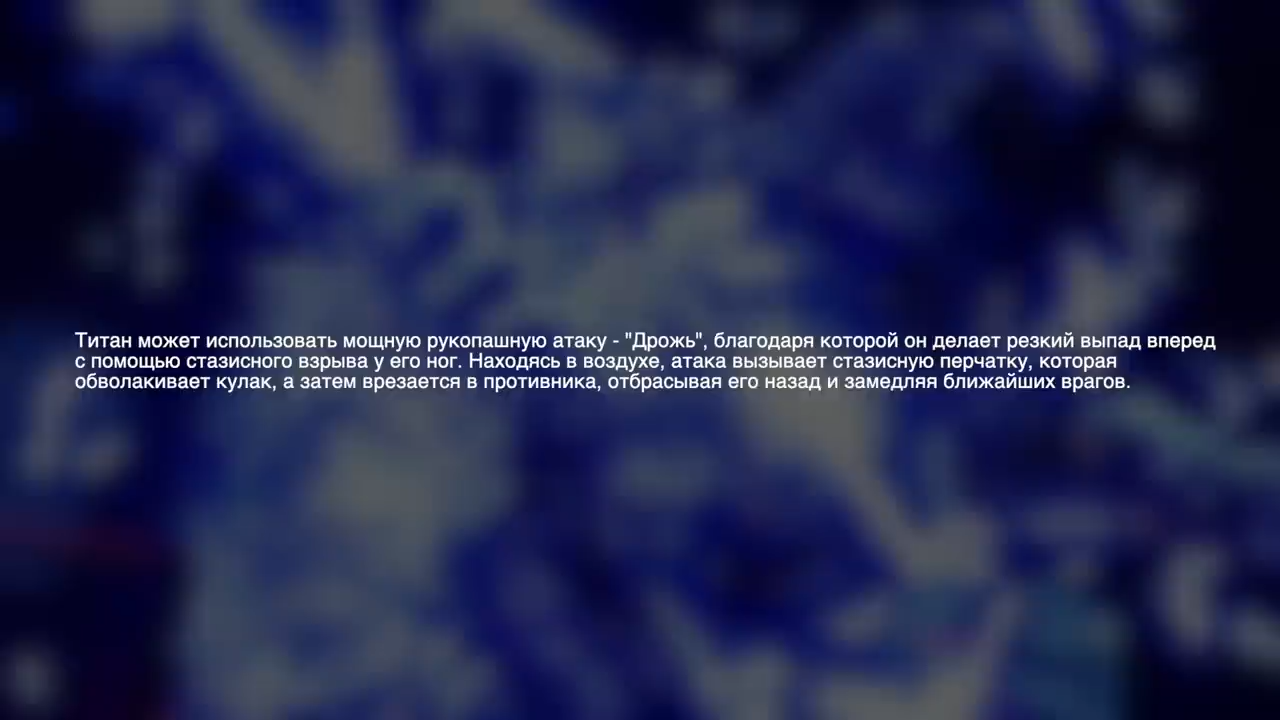 Титан может использовать мощную рукопашную атаку - "Дрожь", благодаря которой он делает резкий выпад вперед
с помощью стазисного взрыва у его ног. Находясь в воздухе, атака вызывает стазисную перчатку, которая
обволакивает кулак, а затем врезается в противника, отбрасывая его назад и замедляя ближайших врагов.